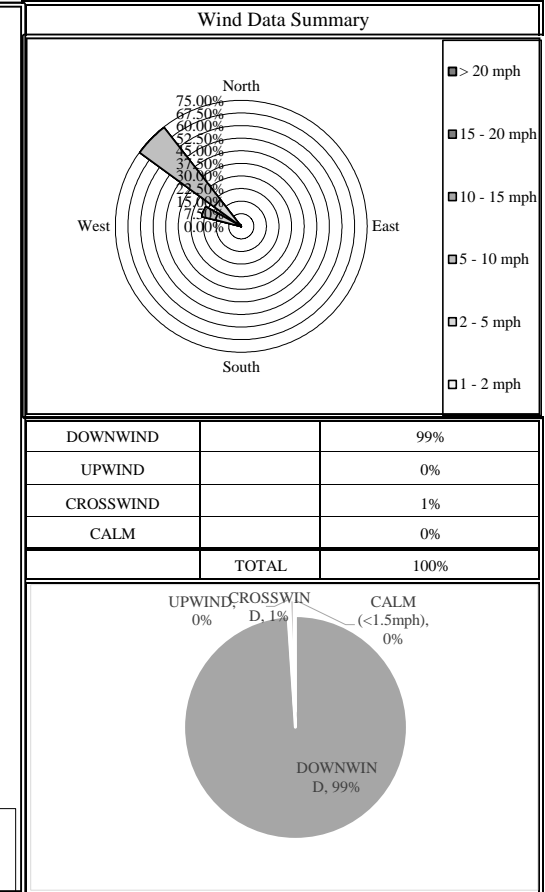 Wind Data Summary
North
75.00%
67.50%
60.00%
52.50%
45.00%
37.50%
30.00%
22.50%
15.00%
7.50%
0.00%
West
East
South
> 20 mph
15 - 20 mph
10 - 15 mph
5 - 10 mph
2 - 5 mph
1 - 2 mph
DOWNWIND 99%
UPWIND 0%
CROSSWIND 1%
CALM 0%
TOTAL 100%
UPWIND,
0%
CROSSWIN
D, 1%
CALM
(<1.5mph),
0%
DOWNWIN
D, 99%